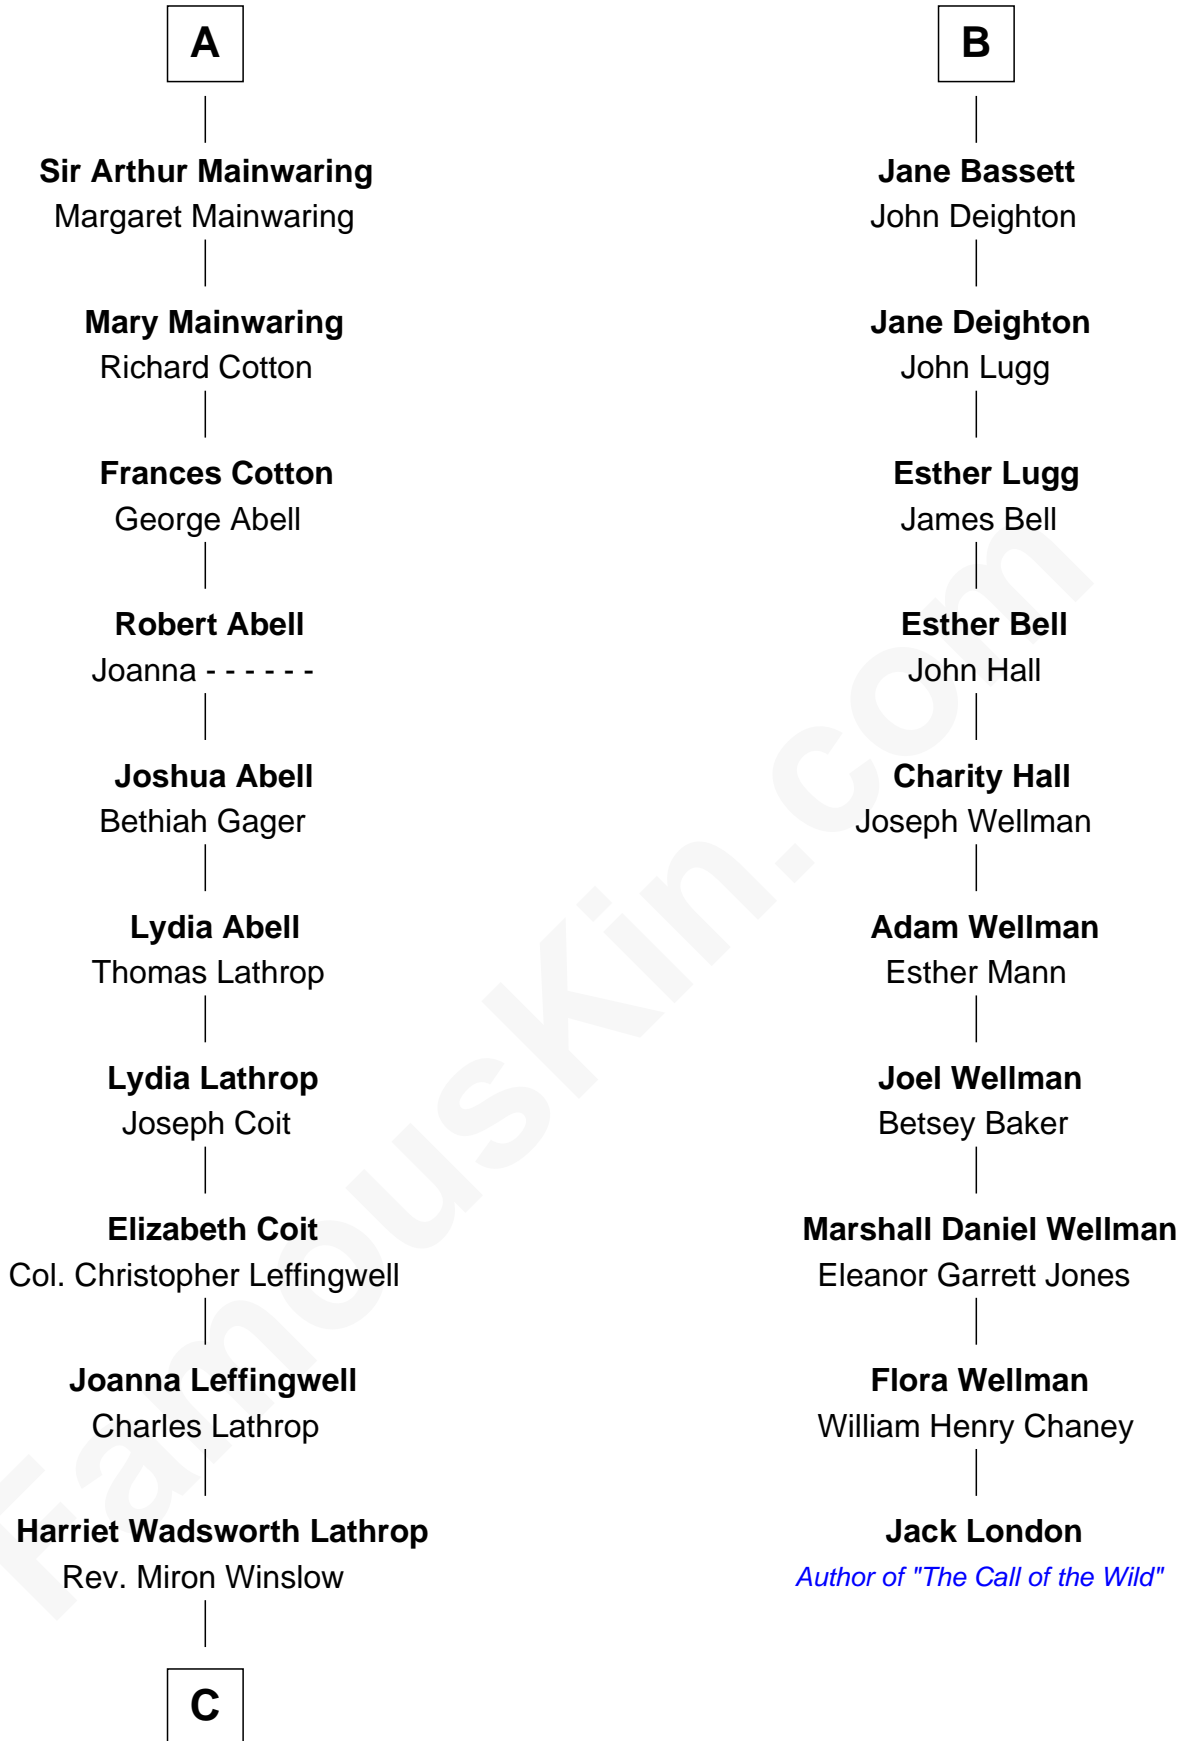 A
Sir Arthur Mainwaring
Margaret Mainwaring
Mary Mainwaring
Richard Cotton
Frances Cotton
George Abell
Robert Abell
Joanna - - - - - -
Joshua Abell
Bethiah Gager
Lydia Abell
Thomas Lathrop
Lydia Lathrop
Joseph Coit
Elizabeth Coit
Col. Christopher Leffingwell
Joanna Leffingwell
Charles Lathrop
Harriet Wadsworth Lathrop
Rev. Miron Winslow
C
B
Jane Bassett
John Deighton
Jane Deighton
John Lugg
Esther Lugg
James Bell
Esther Bell
John Hall
Charity Hall
Joseph Wellman
Adam Wellman
Esther Mann
Joel Wellman
Betsey Baker
Marshall Daniel Wellman
Eleanor Garrett Jones
Flora Wellman
William Henry Chaney
Jack London
Author of "The Call of the Wild"
FamousKin.com